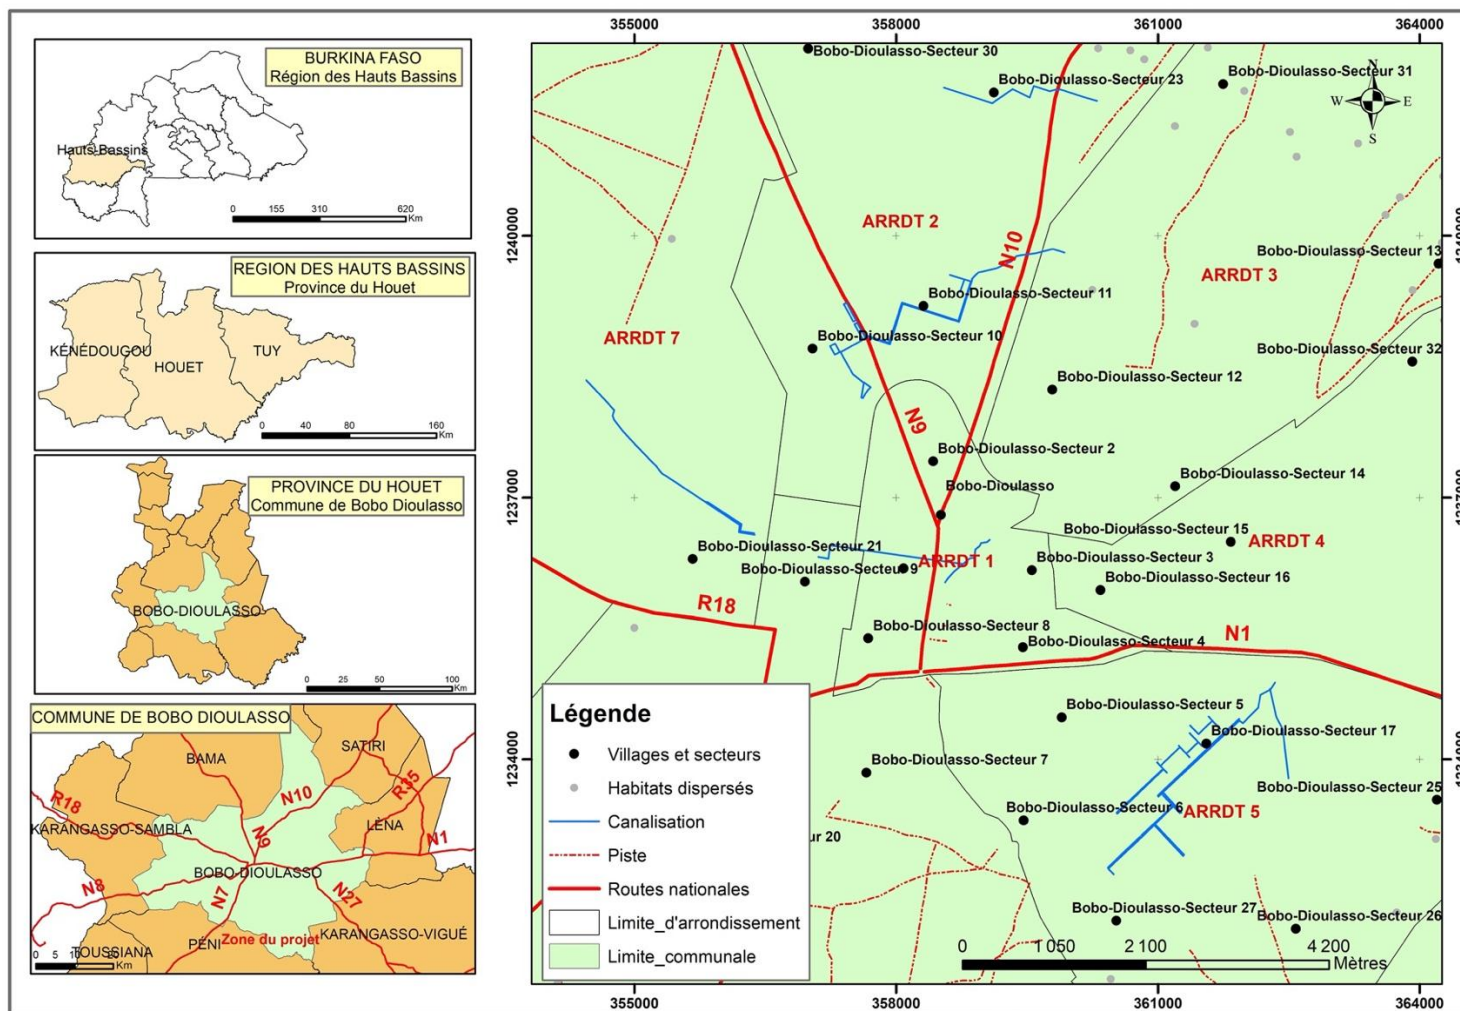 BURKINA FASO
Région des Hauts Bassins
Hauts-Bassins
0 155 310 620
Km
REGION DES HAUTS BASSINS
Province du Houet
KÉNÉDOUGOU
HOUET
TUY
0 40 80 160
Km
PROVINCE DU HOUET
Commune de Bobo Dioulasso
BOBO-DIOULASSO
0 25 50 100
Km
COMMUNE DE BOBO DIOULASSO
BAMA
SATIRI
R35
N10
R18
KARANGASSO-SAMBLA
LÉNA
N9
N1
BOBO-DIOULASSO
N8
N7
N27
Zone du projet
KARANGASSO-VIGUÉ
PÉNI
TOUSSIANA
0 5 10 20
Km
355000 358000 361000 364000
Bobo-Dioulasso-Secteur 30
Bobo-Dioulasso-Secteur 31
Bobo-Dioulasso-Secteur 23
N
W E
S
ARRDT 2
1240000
1240000
N10
Bobo-Dioulasso-Secteur 13
ARRDT 3
Bobo-Dioulasso-Secteur 11
ARRDT 7
Bobo-Dioulasso-Secteur 10
Bobo-Dioulasso-Secteur 32
Bobo-Dioulasso-Secteur 12
N9
Bobo-Dioulasso-Secteur 2
Bobo-Dioulasso-Secteur 14
Bobo-Dioulasso
1237000
1237000
Bobo-Dioulasso-Secteur 15
ARRDT 4
Bobo-Dioulasso-Secteur 21
Bobo-Dioulasso-Secteur 3
ARRDT 1
Bobo-Dioulasso-Secteur 9
Bobo-Dioulasso-Secteur 16
R18
Bobo-Dioulasso-Secteur 8
N1
Bobo-Dioulasso-Secteur 4
Bobo-Dioulasso-Secteur 5
Bobo-Dioulasso-Secteur 17
1234000
1234000
Bobo-Dioulasso-Secteur 7
Bobo-Dioulasso-Secteur 25
Bobo-Dioulasso-Secteur 6
ARRDT 5
ur 20
Bobo-Dioulasso-Secteur 27
Bobo-Dioulasso-Secteur 26
Légende
Villages et secteurs
Habitats dispersés
Canalisation
Piste
Routes nationales
Limite_d'arrondissement
Limite_communale
0 1 050 2 100 4 200
Mètres
355000 358000 361000 364000